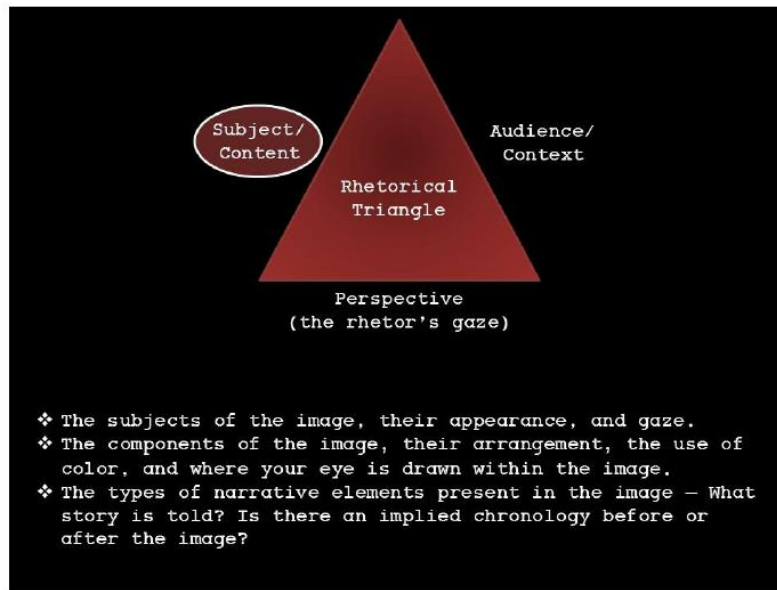 Subject/
Content
Audience/
Context
Rhetorical
Triangle
Perspective
(the rhetor's gaze)
❖ The subjects of the image, their appearance, and gaze.
❖ The components of the image, their arrangement, the use of
color, and where your eye is drawn within the image.
❖ The types of narrative elements present in the image – What
story is told? Is there an implied chronology before or
after the image?